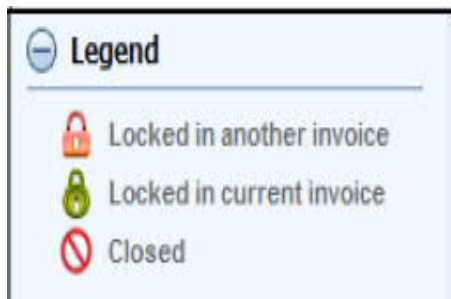 Legend
Locked in another invoice
Locked in current invoice
Closed